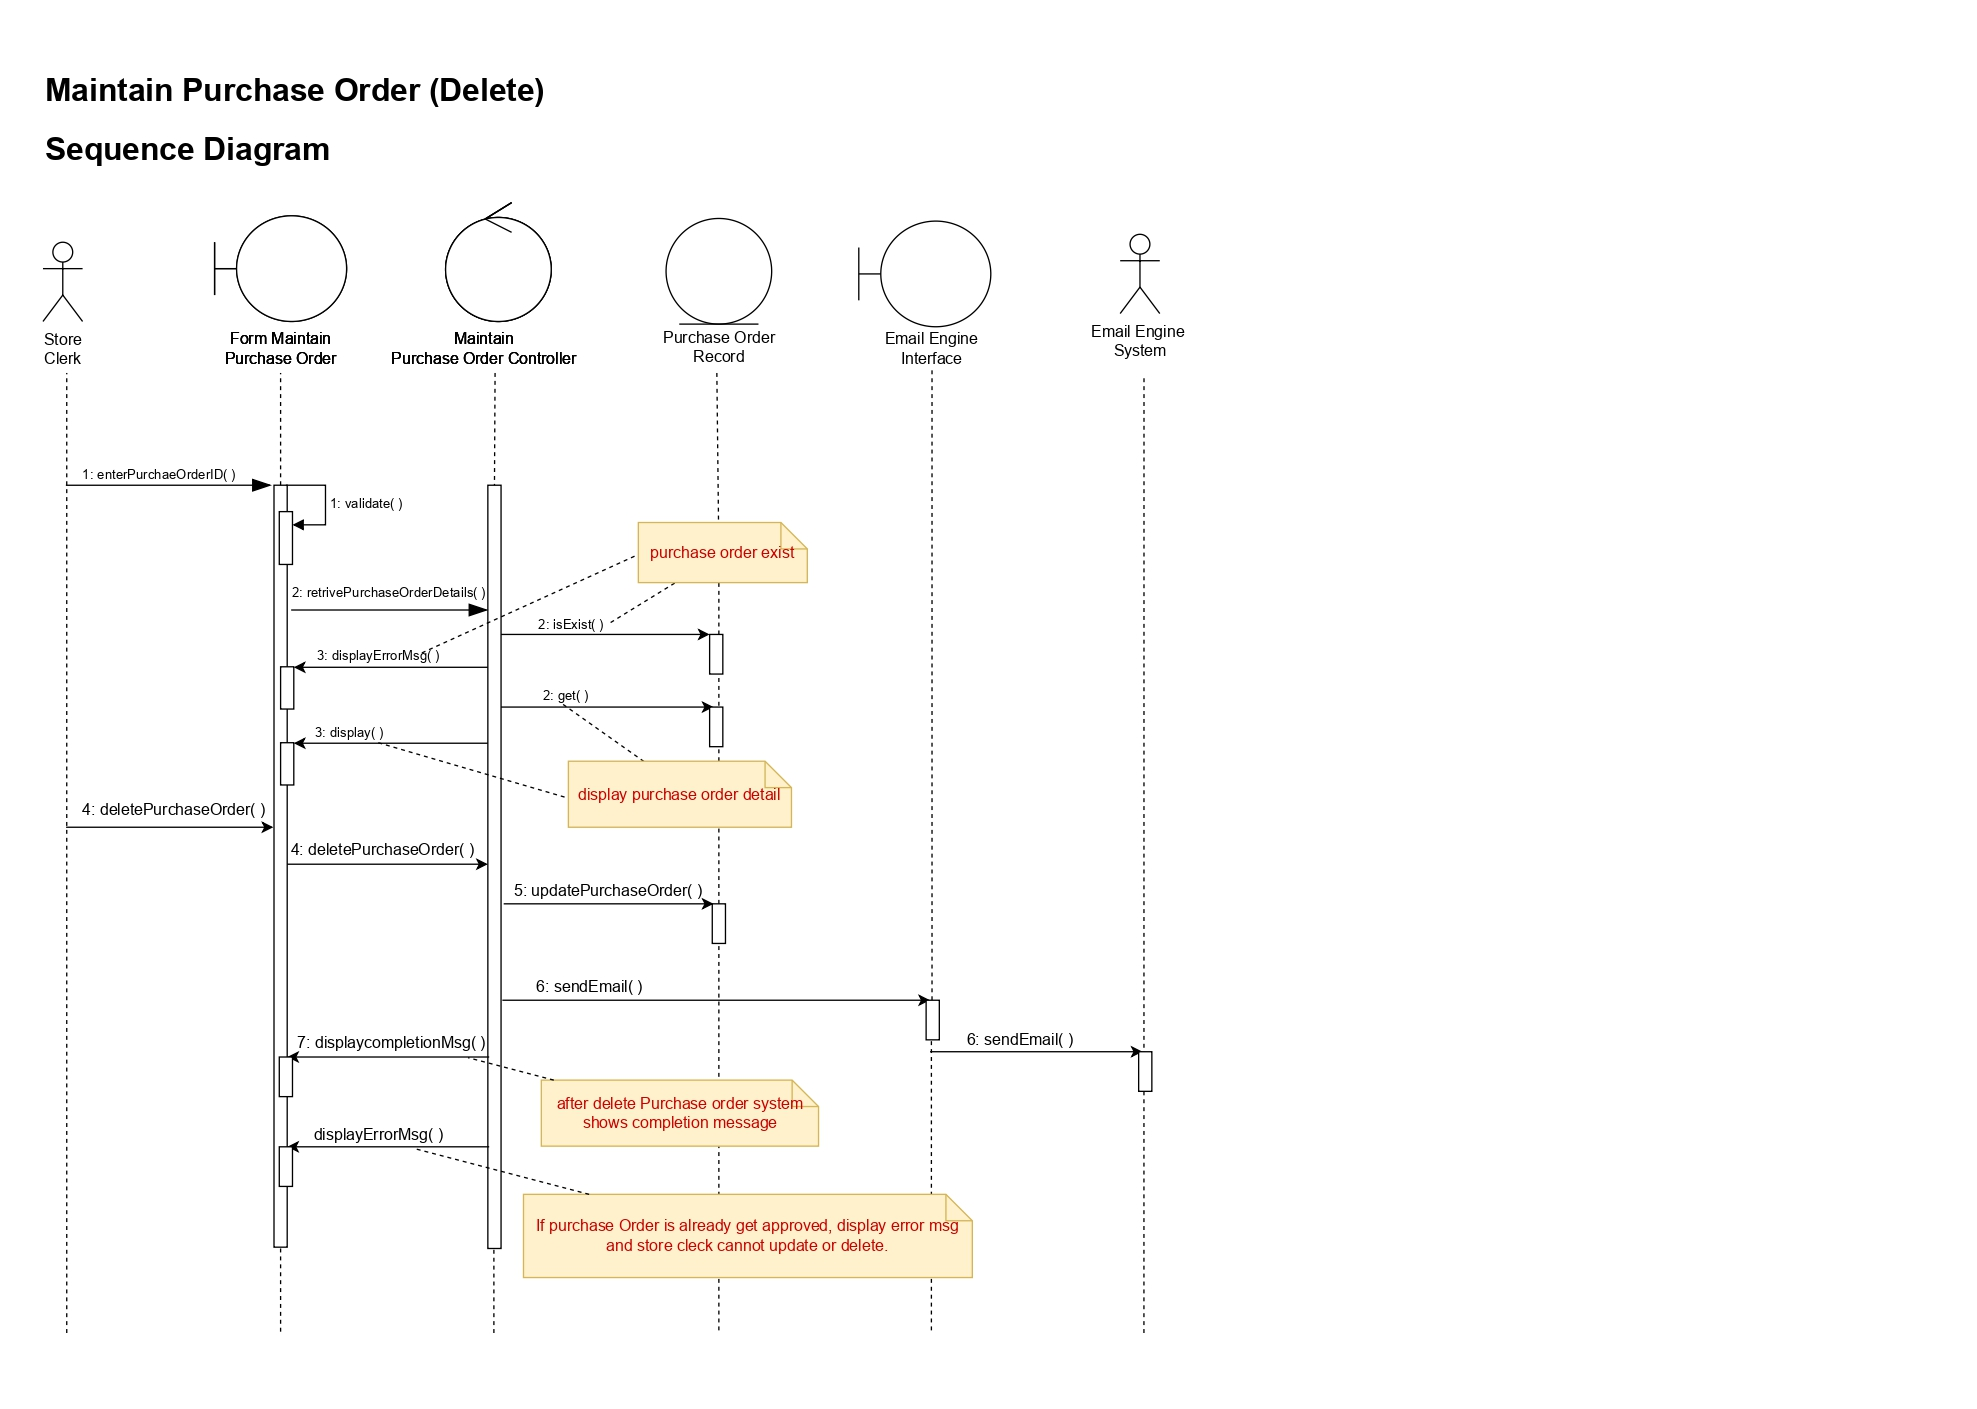 Maintain Purchase Order (Delete)
Sequence Diagram
Store
Clerk
Form Maintain
Purchase Order
Maintain
Purchase Order Controller
Purchase Order
Record
Email Engine
Interface
Email Engine
System
1: enterPurchaeOrderID( )
1: validate( )
purchase order exist
2: retrivePurchaseOrderDetails( )
2: isExist( )
3: displayErrorMsg( )
2: get( )
3: display( )
display purchase order detail
4: deletePurchaseOrder( )
4: deletePurchaseOrder( )
5: updatePurchaseOrder( )
6: sendEmail( )
6: sendEmail( )
7: displaycompletionMsg( )
after delete Purchase order system
shows completion message
displayErrorMsg( )
If purchase Order is already get approved, display error msg
and store cleck cannot update or delete.